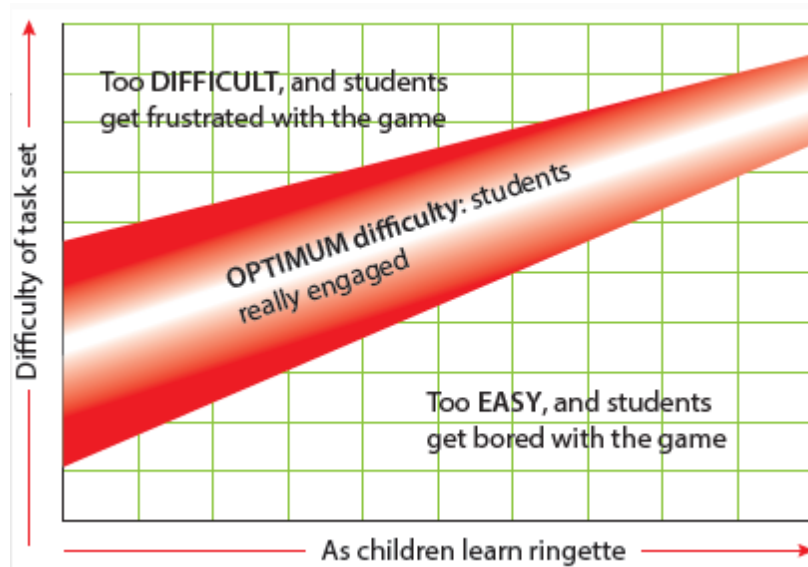 Too DIFFICULT, and students
get frustrated with the game
OPTIMUM difficulty: students
really engaged
Too EASY, and students
get bored with the game
Difficulty of task set
As children learn ringette